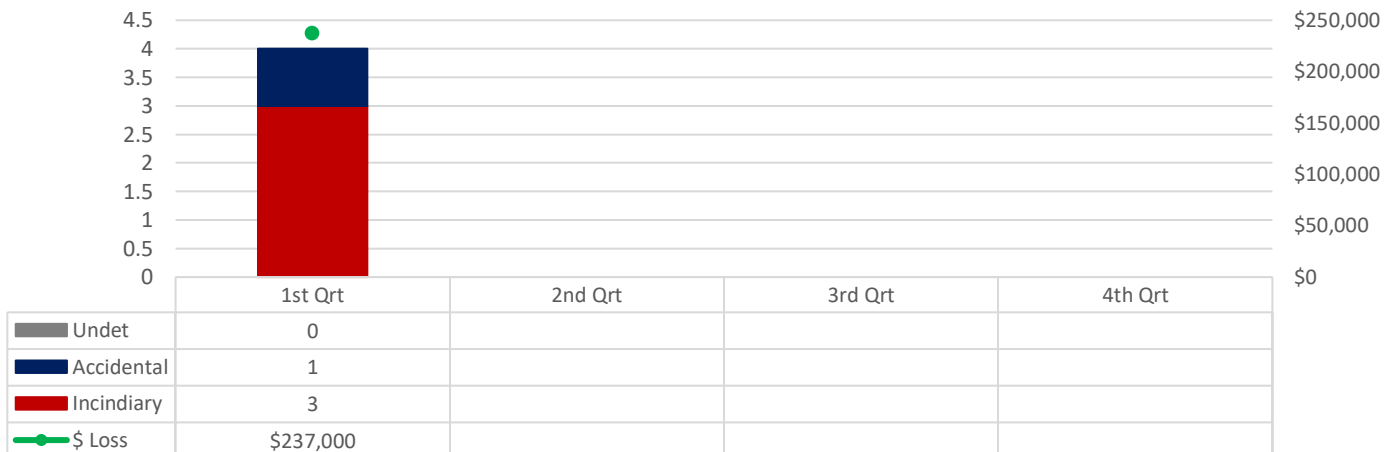 4.5 $250,000
4
3.5 $200,000
3
2.5 $150,000
2
1.5 $100,000
1 $50,000
0.5
0 $0
1st Qrt 2nd Qrt 3rd Qrt 4th Qrt
Undet 0
Accidental 1
Incindiary 3
$ Loss $237,000